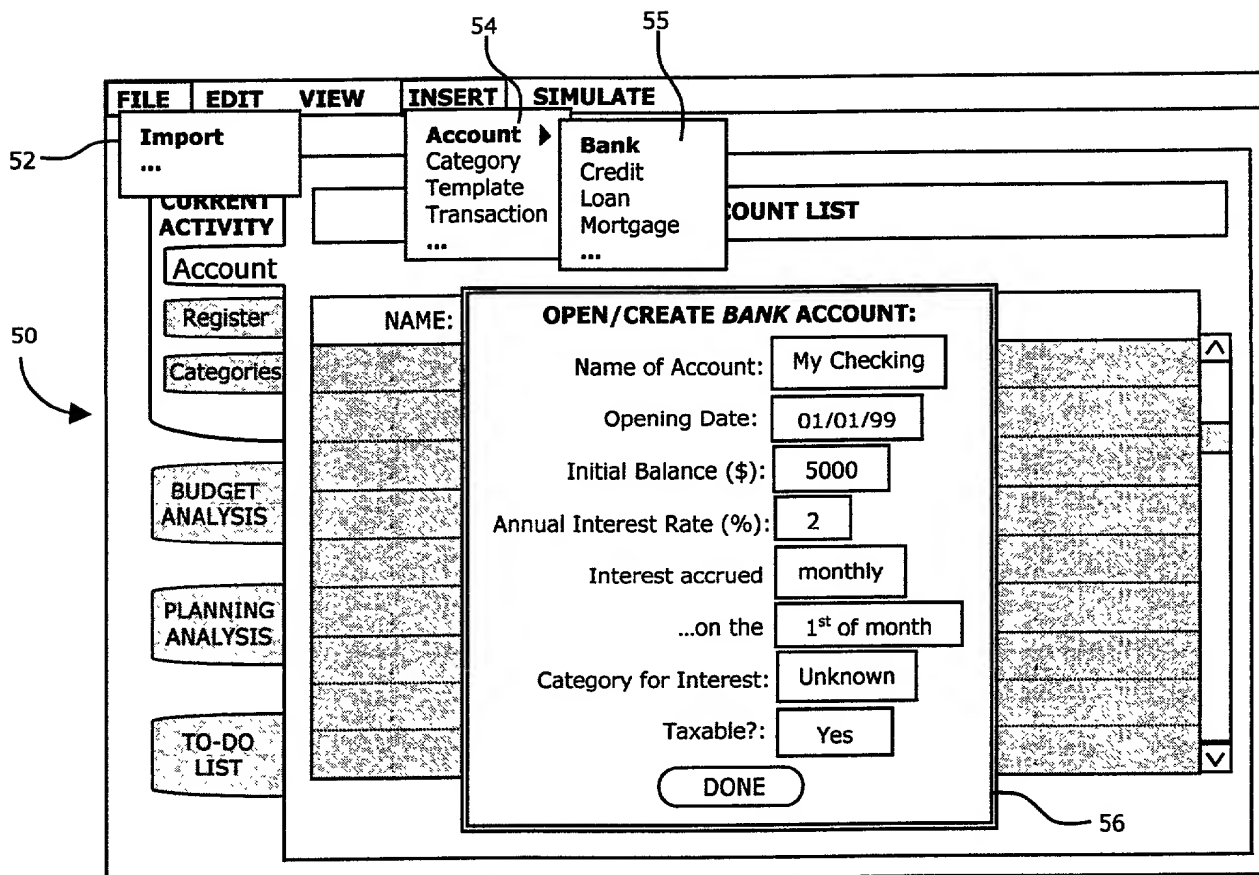 54
55
FILE EDIT VIEW INSERT SIMULATE
52
Import
...
Account
Category
Template
Transaction
...
Bank
Credit
Loan
Mortgage
...
CURRENT
ACTIVITY
OUNT LIST
Account
Register
Categories
50
BUDGET
ANALYSIS
PLANNING
ANALYSIS
TO-DO
LIST
NAME:
OPEN/CREATE BANK ACCOUNT:
Name of Account: My Checking
Opening Date: 01/01/99
Initial Balance ($): 5000
Annual Interest Rate (%): 2
Interest accrued monthly
...on the 1st of month
Category for Interest: Unknown
Taxable?: Yes
DONE
56